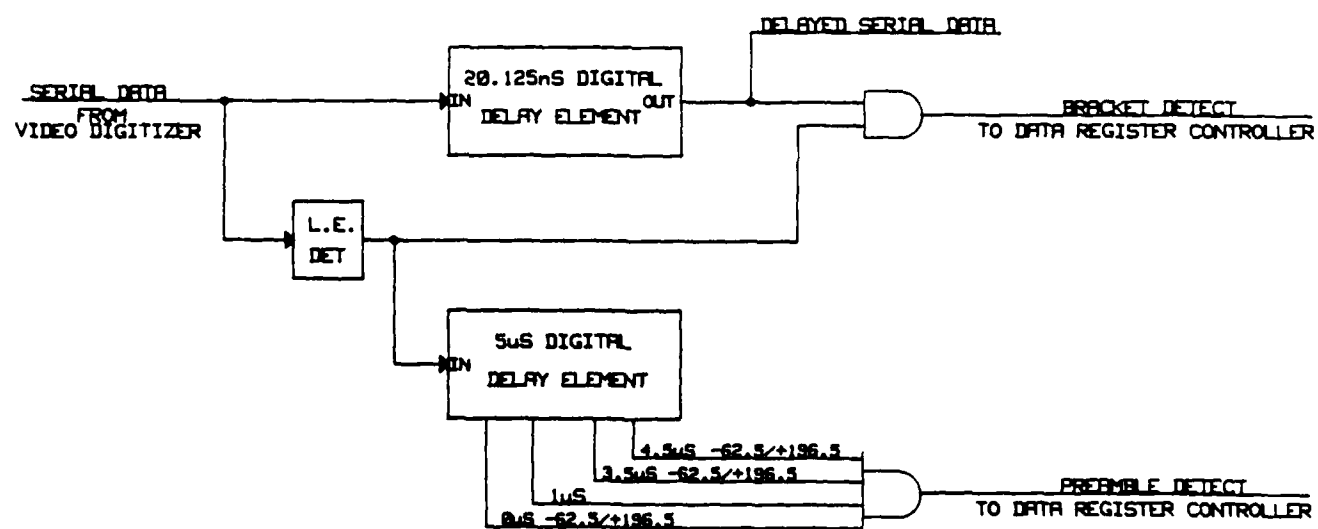 DELAYED SERIAL DATA
20.125nS DIGITAL
DELAY ELEMENT
IN
OUT
SERIAL DATA
FROM
VIDEO DIGITIZER
BRACKET DETECT
TO DATA REGISTER CONTROLLER
L.E.
DET
5uS DIGITAL
DELAY ELEMENT
IN
4.5uS -62.5/+196.5
3.5uS -62.5/+196.5
1uS
0uS -62.5/+196.5
PREAMBLE DETECT
TO DATA REGISTER CONTROLLER